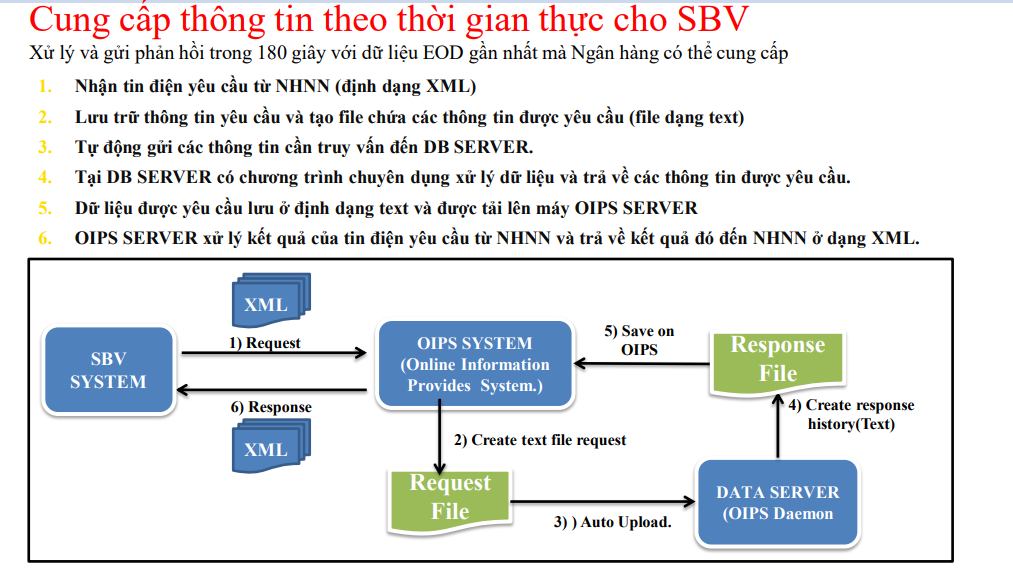 Cung cấp thông tin theo thời gian thực cho SBV
Xử lý và gửi phản hồi trong 180 giây với dữ liệu EOD gần nhất mà Ngân hàng có thể cung cấp
1. Nhận tin điện yêu cầu từ NHNN (định dạng XML)
2. Lưu trữ thông tin yêu cầu và tạo file chứa các thông tin được yêu cầu (file dạng text)
3. Tự động gửi các thông tin cần truy vấn đến DB SERVER.
4. Tại DB SERVER có chương trình chuyên dụng xử lý dữ liệu và trả về các thông tin được yêu cầu.
5. Dữ liệu được yêu cầu lưu ở định dạng text và được tải lên máy OIPS SERVER
6. OIPS SERVER xử lý kết quả của tin điện yêu cầu từ NHNN và trả về kết quả đó đến NHNN ở dạng XML.
XML
1) Request
SBV
SYSTEM
6) Response
XML
OIPS SYSTEM
(Online Information
Provides System.)
5) Save on
OIPS
Response
File
4) Create response
history(Text)
2) Create text file request
Request
File
3) ) Auto Upload.
DATA SERVER
(OIPS Daemon